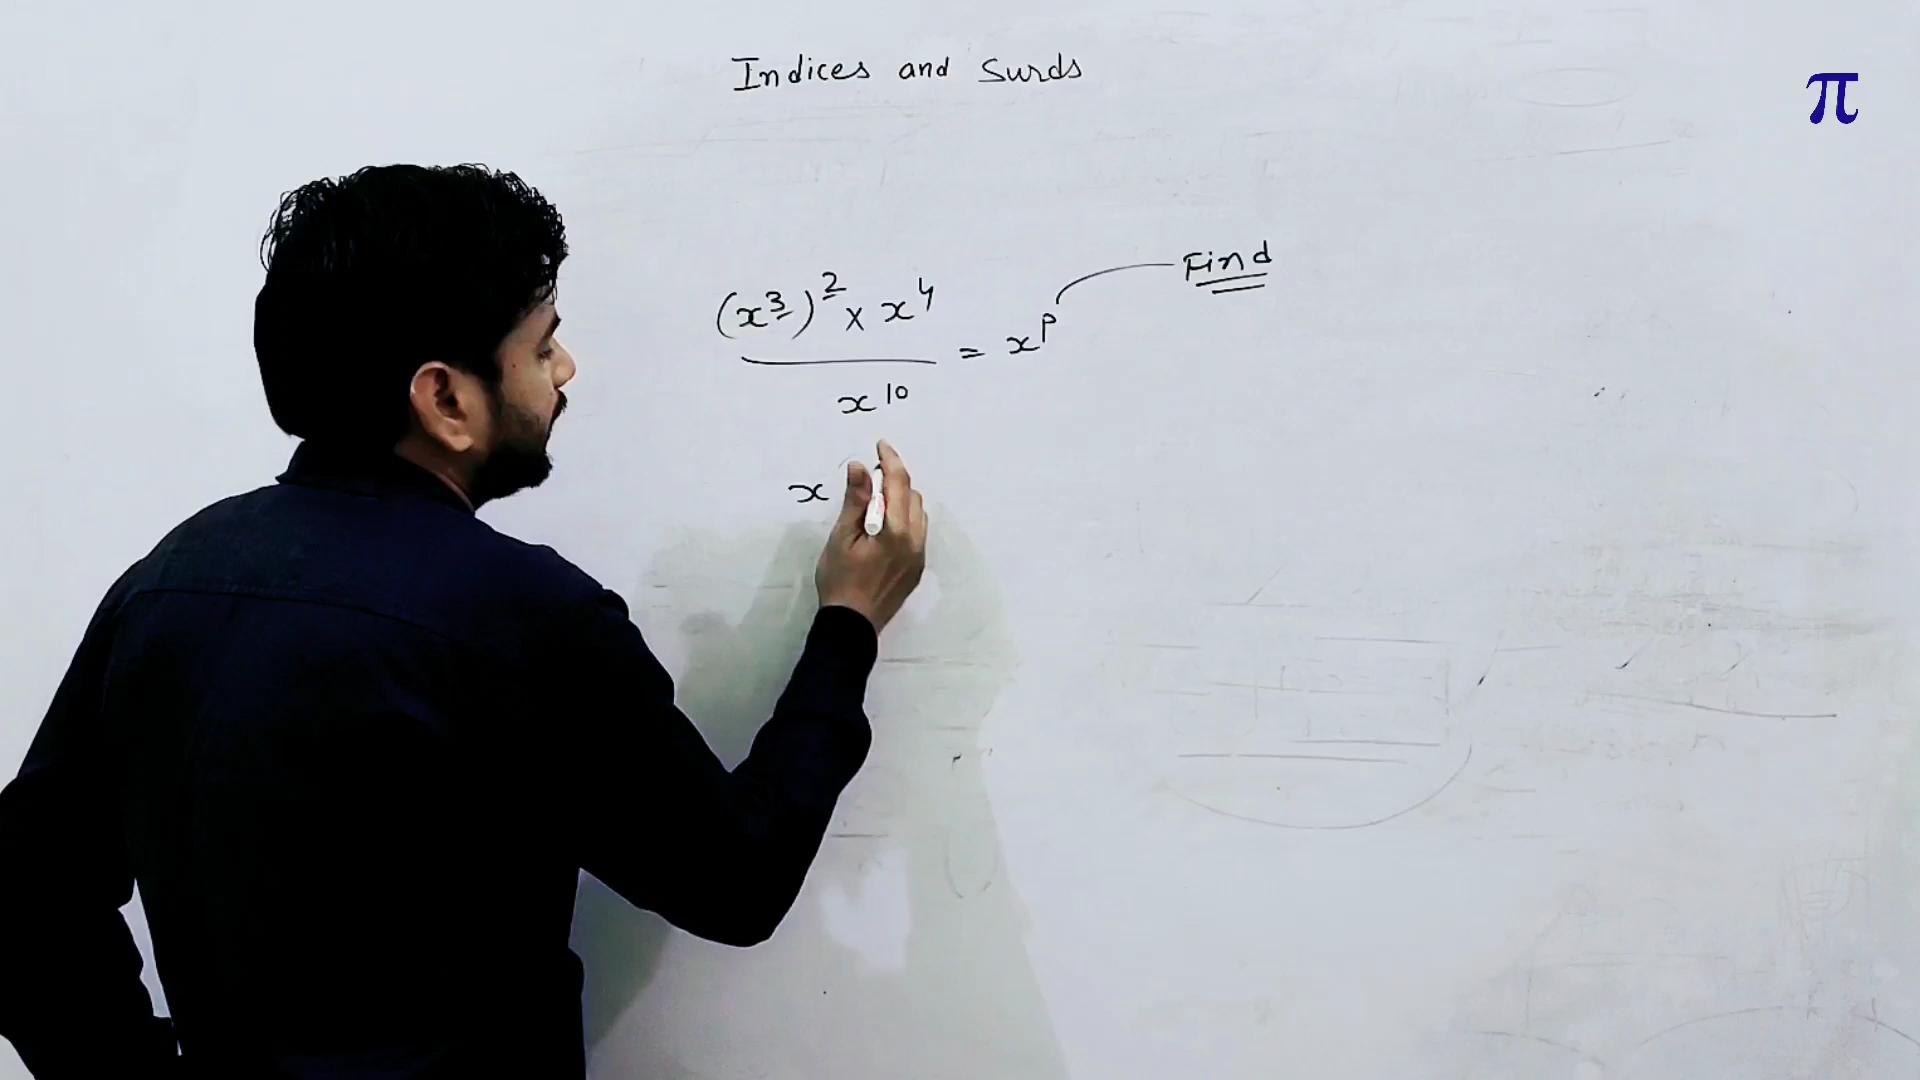 Indices and Surds
π
Find
(x³)² × x⁴
= xᵖ
x¹⁰
x